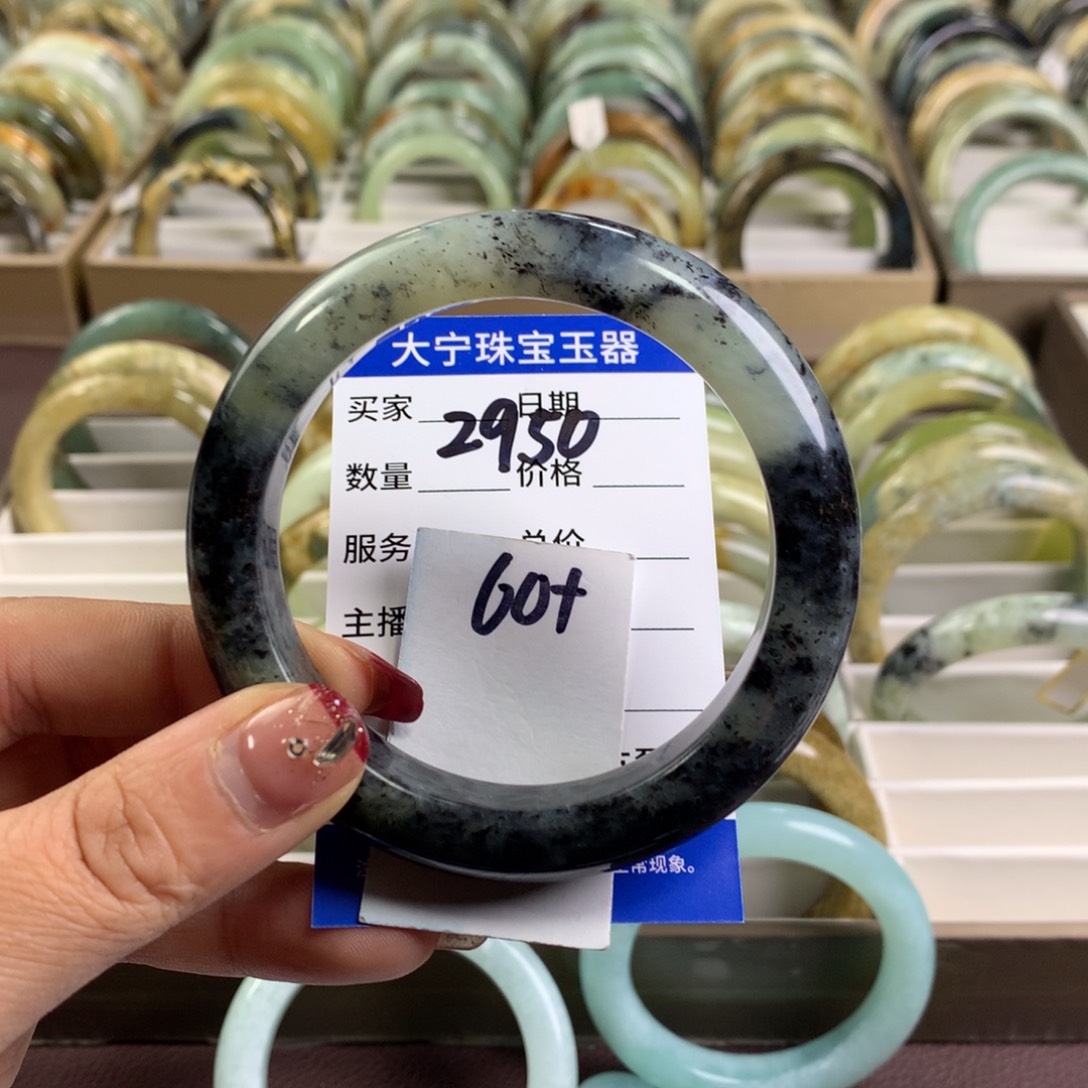 大宁珠宝玉器
买家 日期
2950
数量 价格
服务 总价
60+
主播
常现象。